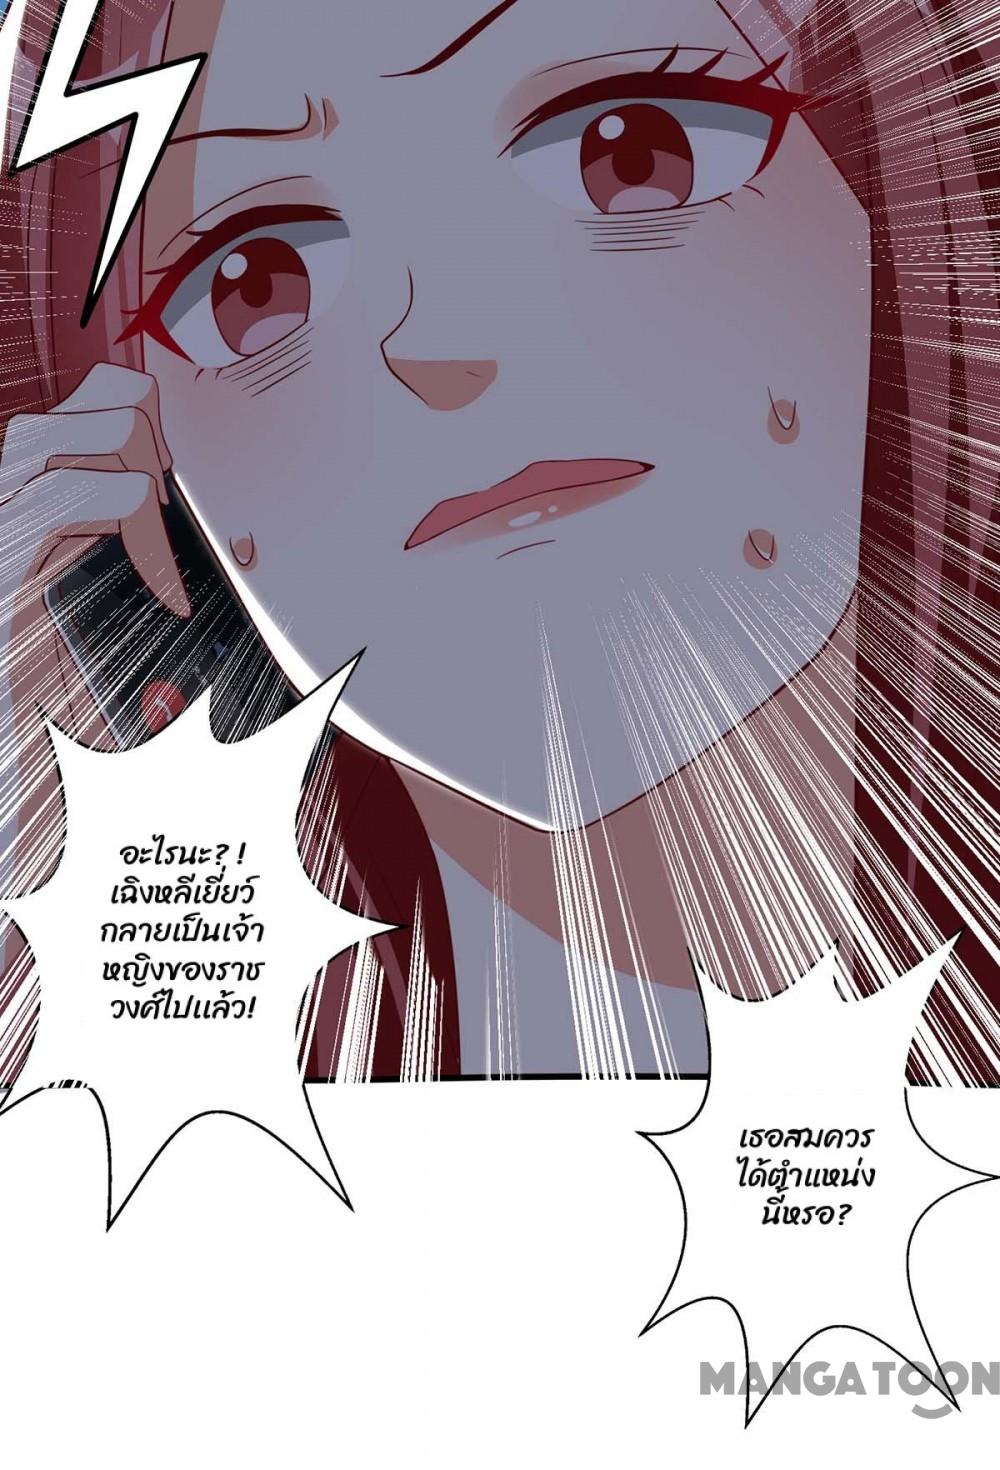 อะไรนะ?!
เฉิงหลีเยี่ยว์
กลายเป็นเจ้า
หญิงของราช
วงศ์ไปแล้ว!
เธอสมควร
ได้ตำแหน่ง
นี้หรอ?
MANGATOON